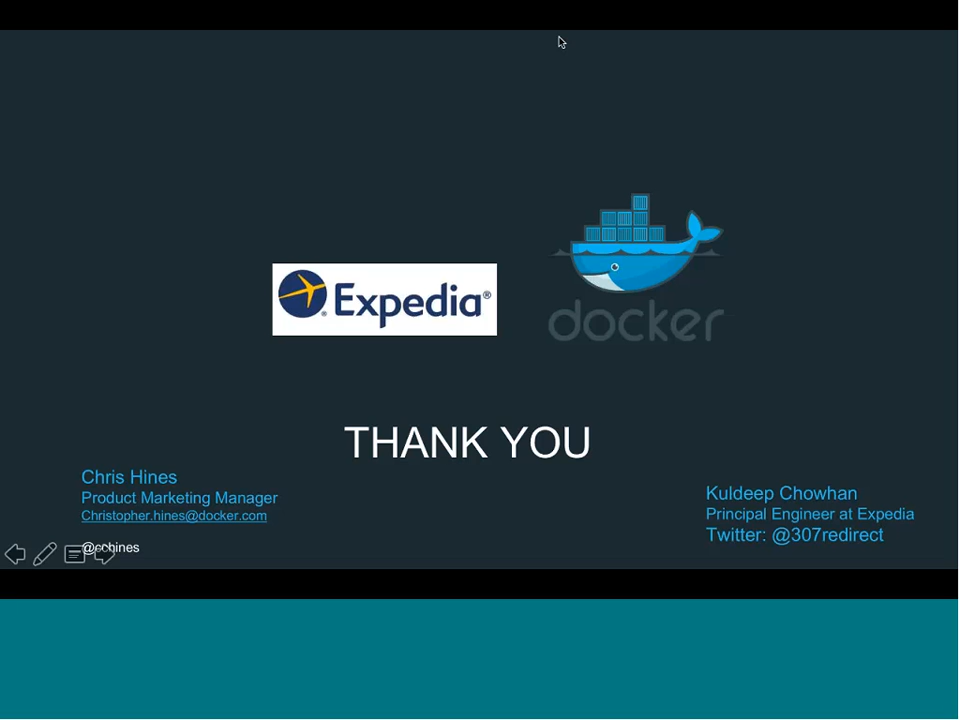 Expedia®
docker
THANK YOU
Chris Hines
Product Marketing Manager
Christopher.hines@docker.com
@cchines
Kuldeep Chowhan
Principal Engineer at Expedia
Twitter: @307redirect